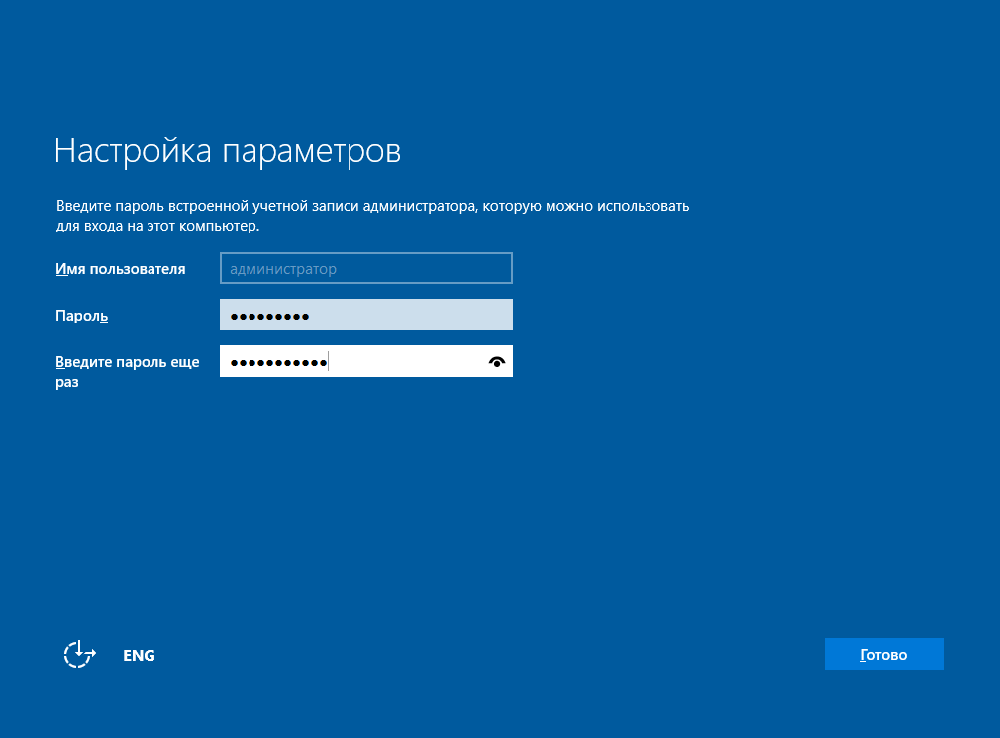 Настройка параметров
Введите пароль встроенной учетной записи администратора, которую можно использовать
для входа на этот компьютер.
Имя пользователя
администратор
Пароль
●●●●●●●●●
Введите пароль еще
раз
●●●●●●●●●●●
ENG
Готово